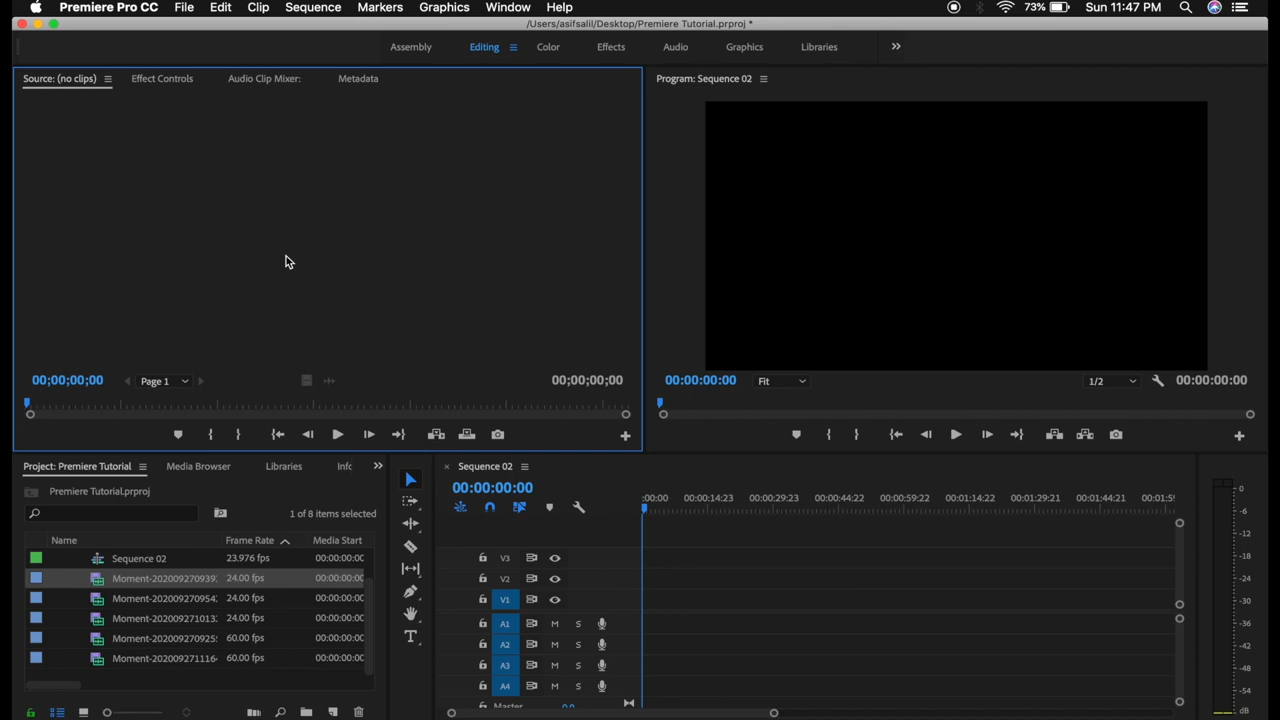 Premiere Pro CC File Edit Clip Sequence Markers Graphics Window Help 73% Sun 11:47 PM
/Users/asifsalil/Desktop/Premiere Tutorial.prproj *
Assembly Editing Color Effects Audio Graphics Libraries
Source: (no clips) Effect Controls Audio Clip Mixer: Metadata
Program: Sequence 02
00;00;00;00 Page 1 00;00;00;00
00:00:00:00 Fit 1/2 00:00:00:00
Project: Premiere Tutorial Media Browser Libraries Info
Premiere Tutorial.prproj
1 of 8 items selected
Name Frame Rate Media Start
Sequence 02 23.976 fps 00:00:00:00
Moment-202009270939: 24.00 fps 00:00:00:00
Moment-202009270954: 24.00 fps 00:00:00:00
Moment-202009271013: 24.00 fps 00:00:00:00
Moment-202009270925: 60.00 fps 00:00:00:00
Moment-202009271116 60.00 fps 00:00:00:00
× Sequence 02
00:00:00:00
:00:00 00:00:14:23 00:00:29:23 00:00:44:22 00:00:59:22 00:01:14:22 00:01:29:21 00:01:44:21 00:01:59
V3
V2
V1
A1 M S
A2 M S
A3 M S
A4 M S
Master 0.0
0
-6
-12
-18
-24
-30
-36
-42
-48
-54
dB